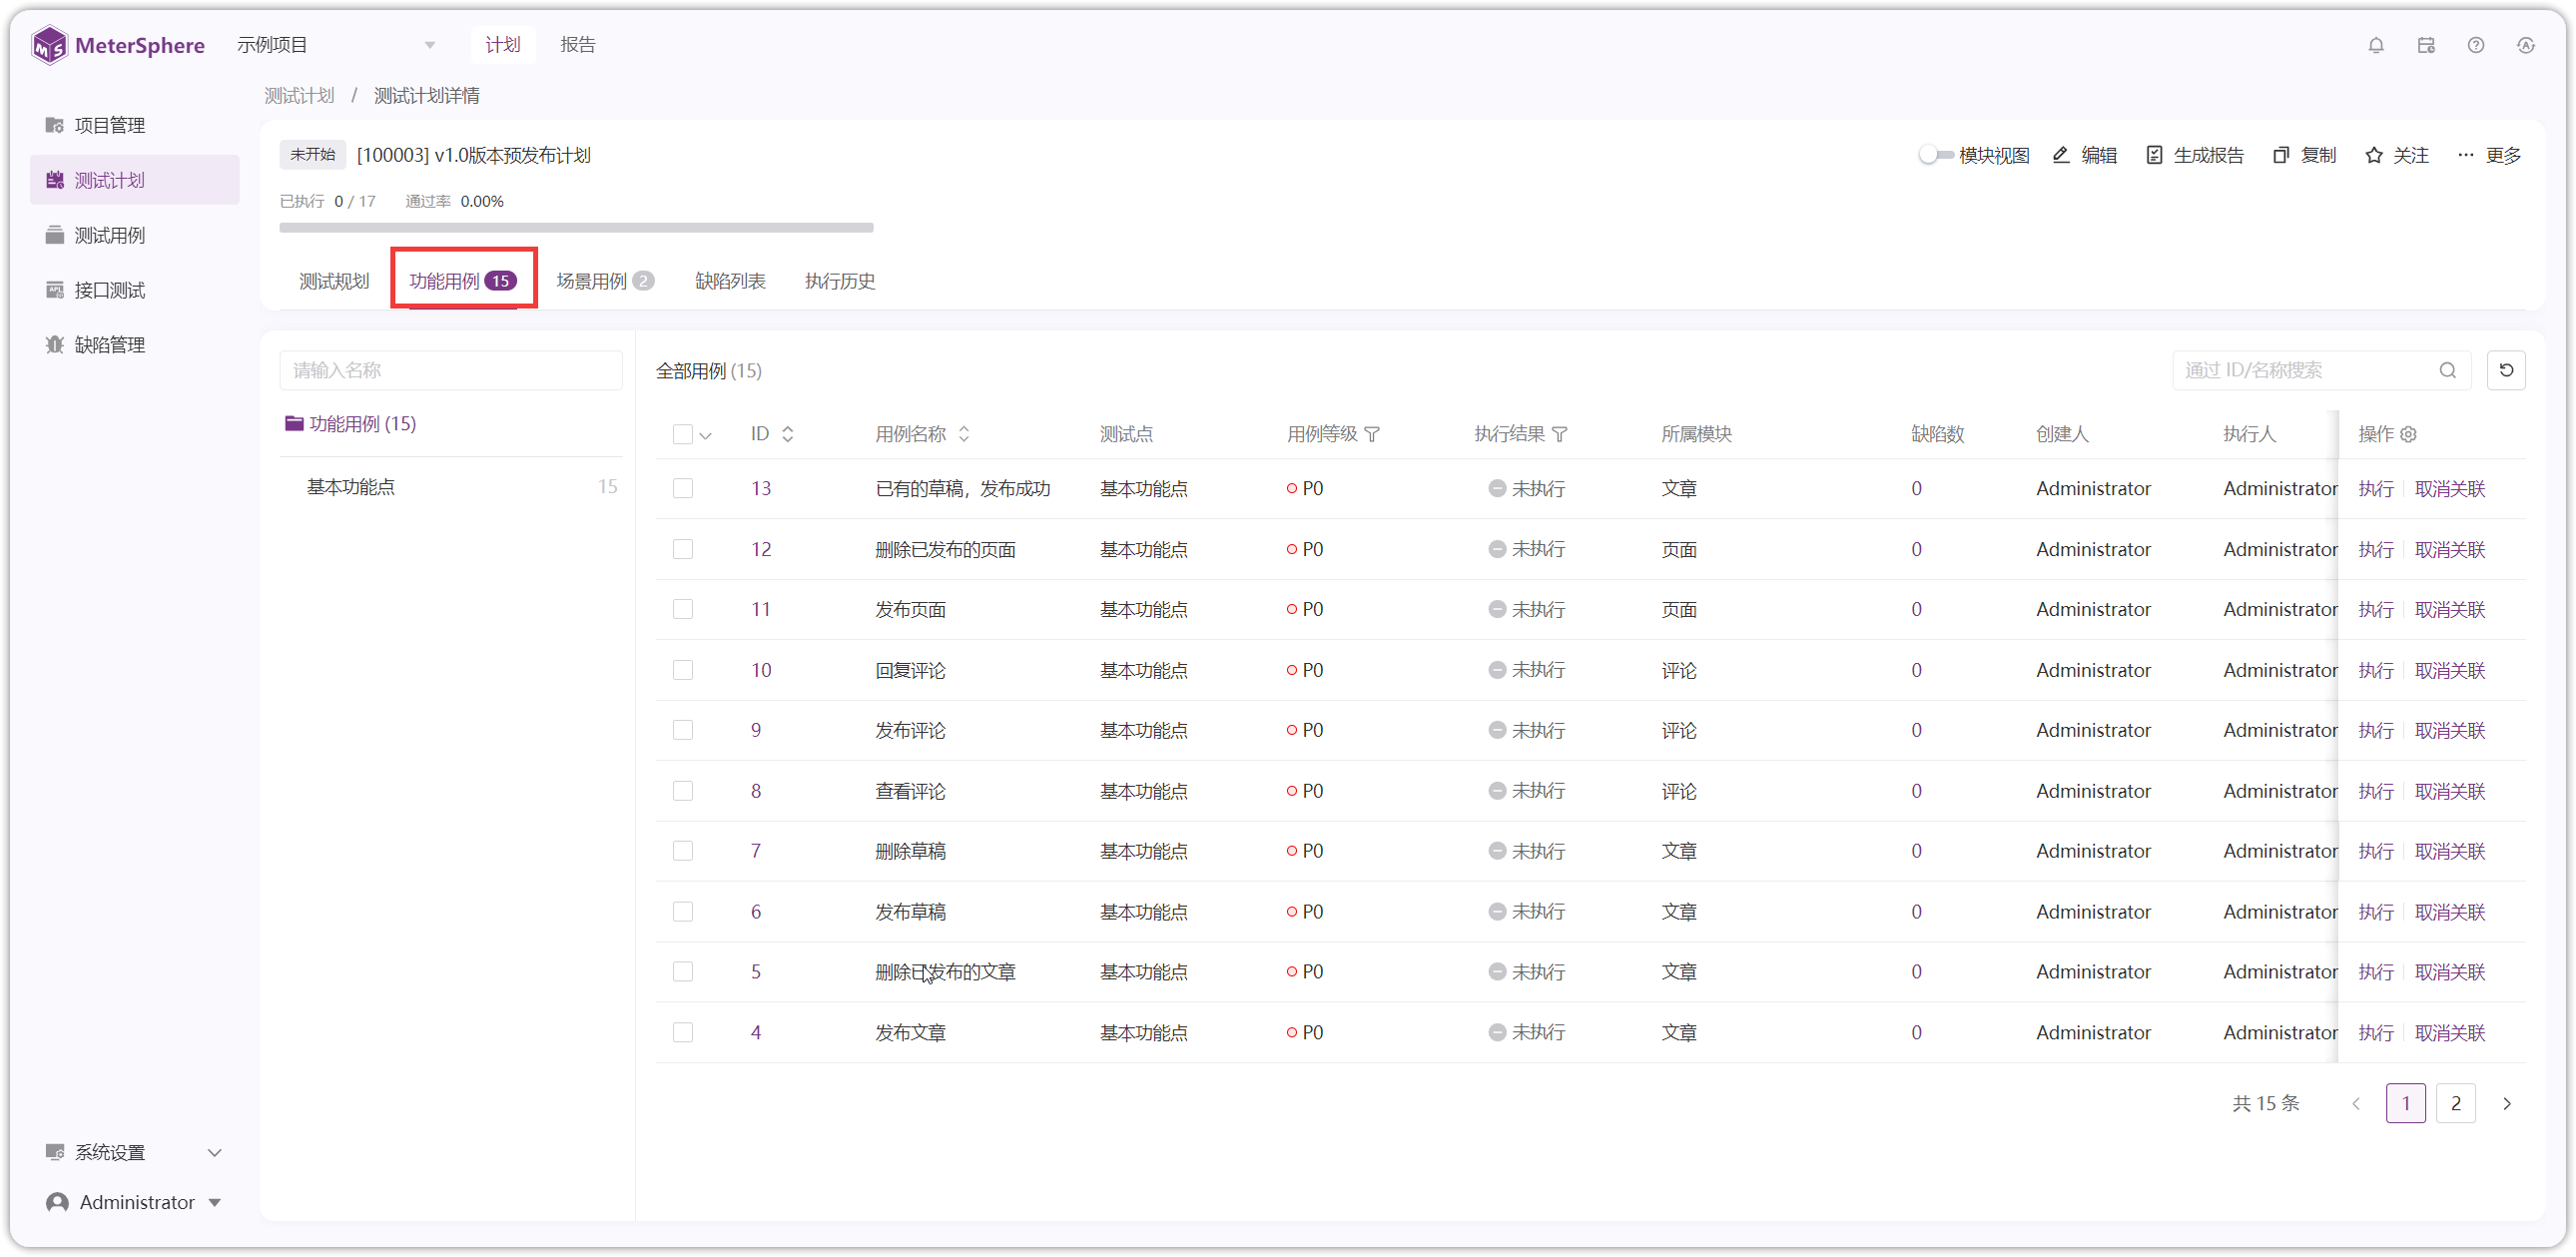 MeterSphere 示例项目 计划 报告
测试计划 / 测试计划详情
项目管理
测试计划
测试用例
接口测试
缺陷管理
未开始 [100003] v1.0版本预发布计划 模块视图 编辑 生成报告 复制 关注 更多
已执行 0 / 17 通过率 0.00%
测试规划 功能用例 15 场景用例 2 缺陷列表 执行历史
请输入名称
功能用例 (15)
基本功能点 15
全部用例 (15) 通过 ID/名称搜索
ID 用例名称 测试点 用例等级 执行结果 所属模块 缺陷数 创建人 执行人 操作
13 已有的草稿，发布成功 基本功能点 P0 未执行 文章 0 Administrator Administrator 执行 取消关联
12 删除已发布的页面 基本功能点 P0 未执行 页面 0 Administrator Administrator 执行 取消关联
11 发布页面 基本功能点 P0 未执行 页面 0 Administrator Administrator 执行 取消关联
10 回复评论 基本功能点 P0 未执行 评论 0 Administrator Administrator 执行 取消关联
9 发布评论 基本功能点 P0 未执行 评论 0 Administrator Administrator 执行 取消关联
8 查看评论 基本功能点 P0 未执行 评论 0 Administrator Administrator 执行 取消关联
7 删除草稿 基本功能点 P0 未执行 文章 0 Administrator Administrator 执行 取消关联
6 发布草稿 基本功能点 P0 未执行 文章 0 Administrator Administrator 执行 取消关联
5 删除已发布的文章 基本功能点 P0 未执行 文章 0 Administrator Administrator 执行 取消关联
4 发布文章 基本功能点 P0 未执行 文章 0 Administrator Administrator 执行 取消关联
共 15 条 1 2
系统设置
Administrator